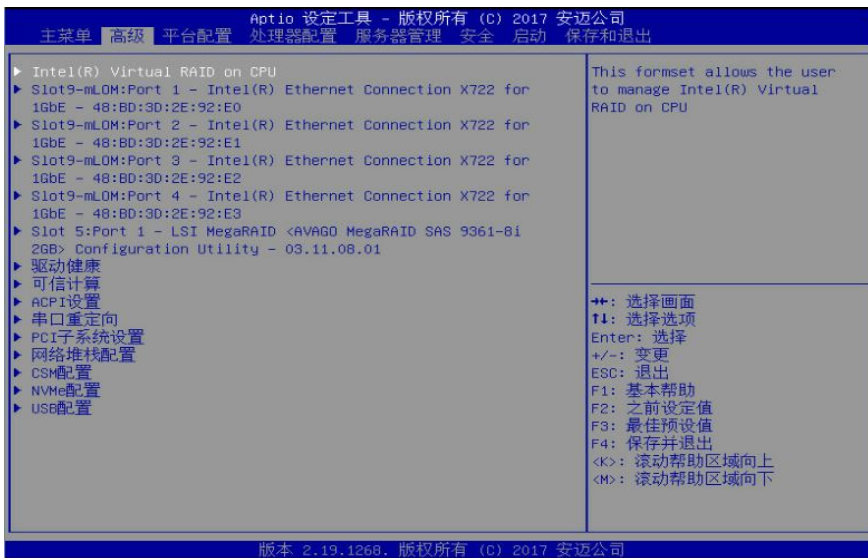 Aptio 设定工具 - 版权所有 (C) 2017 安迈公司
主菜单 高级 平台配置 处理器配置 服务器管理 安全 启动 保存和退出
Intel(R) Virtual RAID on CPU
Slot9-mLOM:Port 1 - Intel(R) Ethernet Connection X722 for
1GbE - 48:BD:3D:2E:92:E0
Slot9-mLOM:Port 2 - Intel(R) Ethernet Connection X722 for
1GbE - 48:BD:3D:2E:92:E1
Slot9-mLOM:Port 3 - Intel(R) Ethernet Connection X722 for
1GbE - 48:BD:3D:2E:92:E2
Slot9-mLOM:Port 4 - Intel(R) Ethernet Connection X722 for
1GbE - 48:BD:3D:2E:92:E3
Slot 5:Port 1 - LSI MegaRAID <AVAGO MegaRAID SAS 9361-8i
2GB> Configuration Utility - 03.11.08.01
驱动健康
可信计算
ACPI设置
串口重定向
PCI子系统设置
网络堆栈配置
CSM配置
NVMe配置
USB配置
This formset allows the user
to manage Intel(R) Virtual
RAID on CPU
→←: 选择画面
↑↓: 选择选项
Enter: 选择
+/-: 变更
ESC: 退出
F1: 基本帮助
F2: 之前设定值
F3: 最佳预设值
F4: 保存并退出
<K>: 滚动帮助区域向上
<M>: 滚动帮助区域向下
版本 2.19.1268. 版权所有 (C) 2017 安迈公司